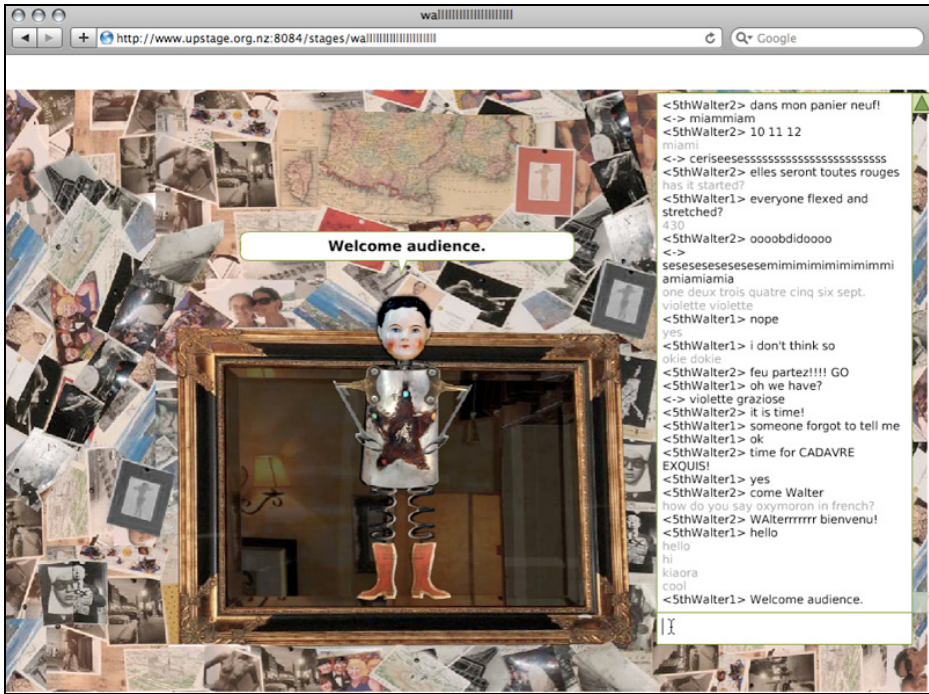 wallllllllllllllllllllll
http://www.upstage.org.nz:8084/stages/wallllllllllllllllllllll
Google
Welcome audience.
<5thWalter2> dans mon panier neuf!
<-> miammiam
<5thWalter2> 10 11 12
miami
<-> ceriseesesssssssssssssssssssssssss
<5thWalter2> elles seront toutes rouges
has it started?
<5thWalter1> everyone flexed and
stretched?
430
<5thWalter2> oooobdidoooo
<->
sesesesesesesesemimimimimimimimmi
amiamiamia
one deux trois quatre cinq six sept.
violette violette
<5thWalter1> nope
yes
<5thWalter1> i don't think so
okie dokie
<5thWalter2> feu partez!!!! GO
<5thWalter1> oh we have?
<-> violette graziose
<5thWalter2> it is time!
<5thWalter1> someone forgot to tell me
<5thWalter1> ok
<5thWalter2> time for CADAVRE
EXQUIS!
<5thWalter1> yes
<5thWalter2> come Walter
how do you say oxymoron in french?
<5thWalter2> WAlterrrrrrr bienvenu!
<5thWalter1> hello
hello
hi
kiaora
cool
<5thWalter1> Welcome audience.